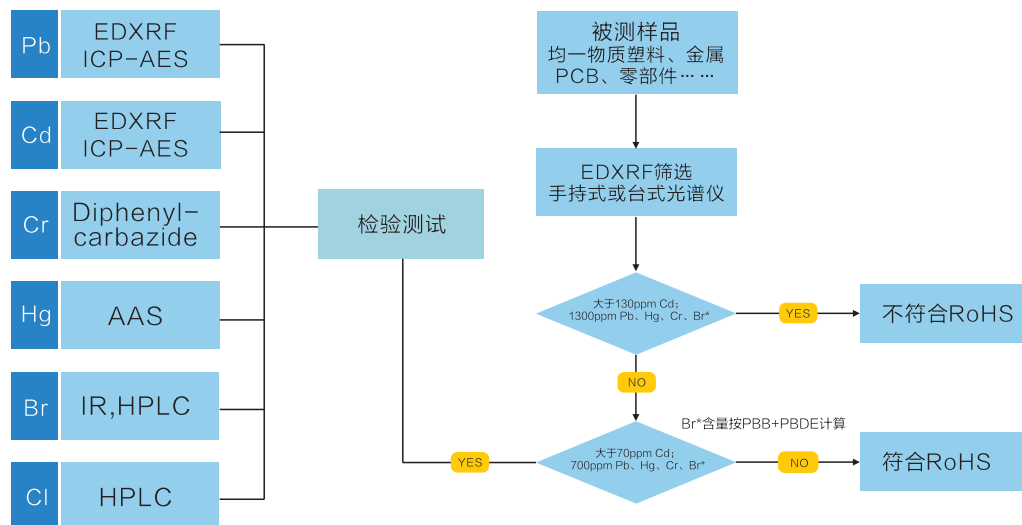 Pb
EDXRF
ICP-AES
Cd
EDXRF
ICP-AES
Cr
Diphenyl-
carbazide
Hg
AAS
Br
IR,HPLC
Cl
HPLC
检验测试
被测样品
均一物质塑料、金属
PCB、零部件……
EDXRF筛选
手持式或台式光谱仪
大于130ppm Cd;
1300ppm Pb、Hg、Cr、Br*
YES
不符合RoHS
NO
Br*含量按PBB+PBDE计算
大于70ppm Cd;
700ppm Pb、Hg、Cr、Br*
YES
NO
符合RoHS